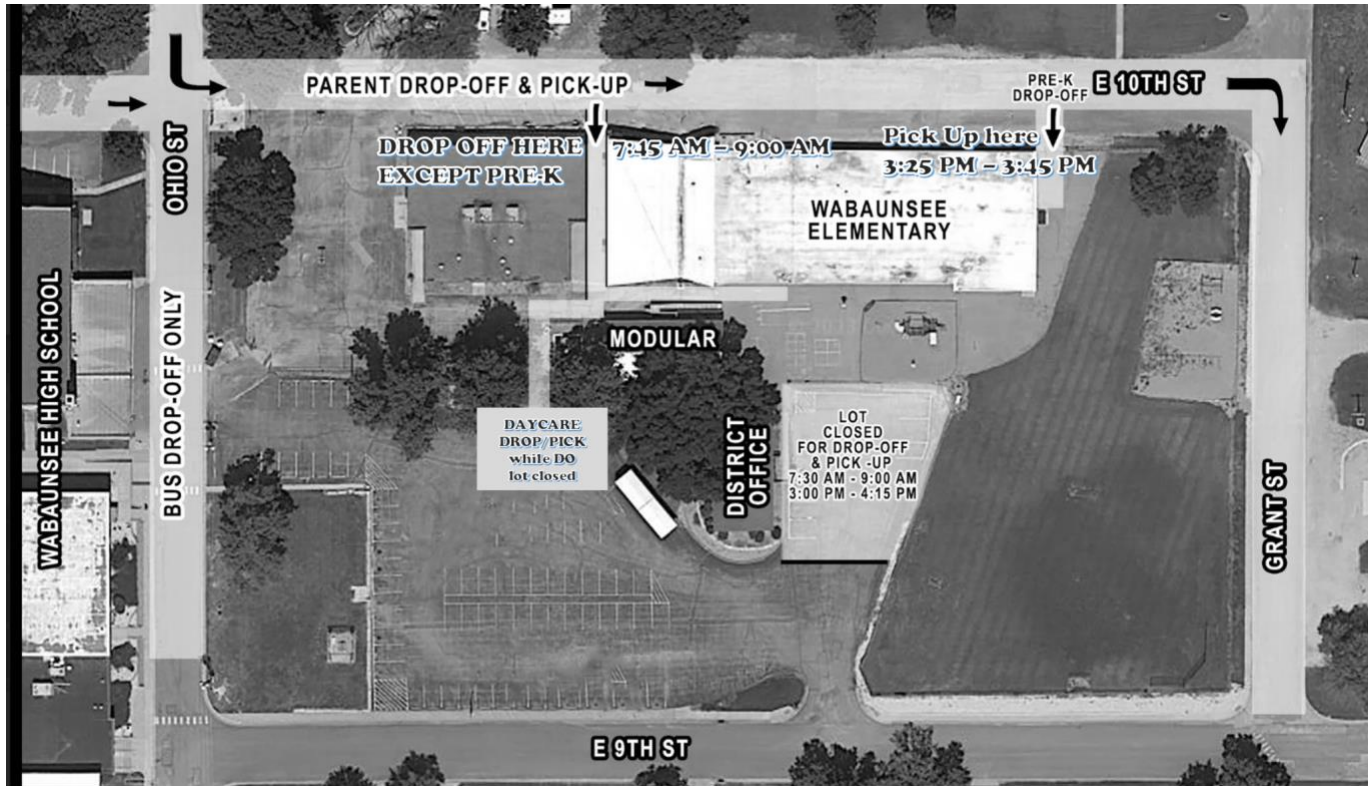 PARENT DROP-OFF & PICK-UP
PRE-K
DROP-OFF
E 10TH ST
DROP OFF HERE
EXCEPT PRE-K
7:45 AM – 9:00 AM
Pick Up here
3:25 PM – 3:45 PM
OHIO ST
WABAUNSEE
ELEMENTARY
BUS DROP-OFF ONLY
WABAUNSEE HIGH SCHOOL
MODULAR
DAYCARE
DROP/PICK
while DO
lot closed
DISTRICT
OFFICE
LOT
CLOSED
FOR DROP-OFF
& PICK -UP
7:30 AM - 9:00 AM
3:00 PM - 4:15 PM
GRANT ST
E 9TH ST